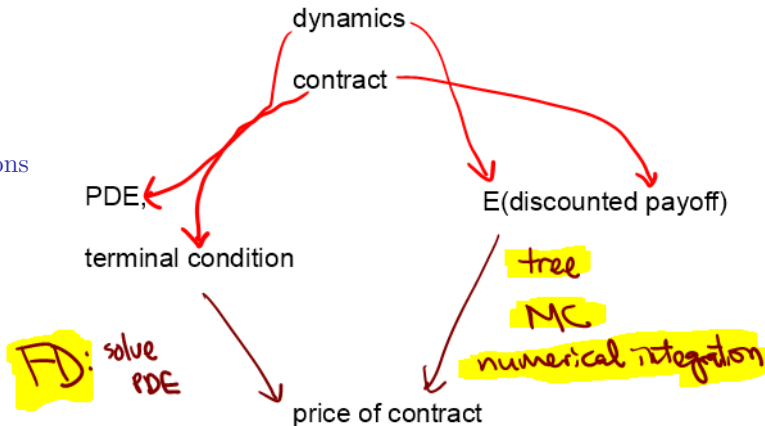 dynamics
contract
ons
PDE,
E(discounted payoff)
terminal condition
tree
MC
FD: solve
PDE
numerical integration
price of contract